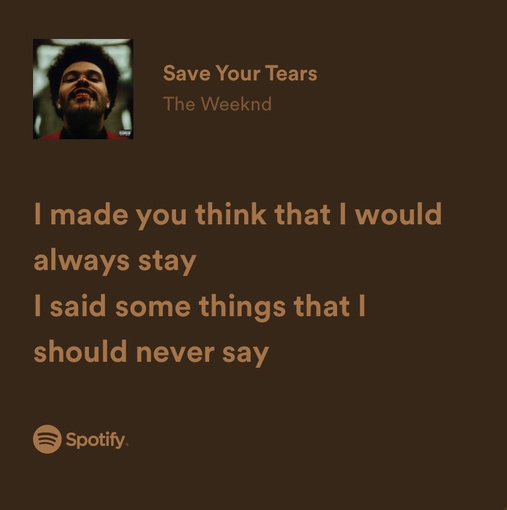 Save Your Tears
The Weeknd
I made you think that I would
always stay
I said some things that I
should never say
Spotify